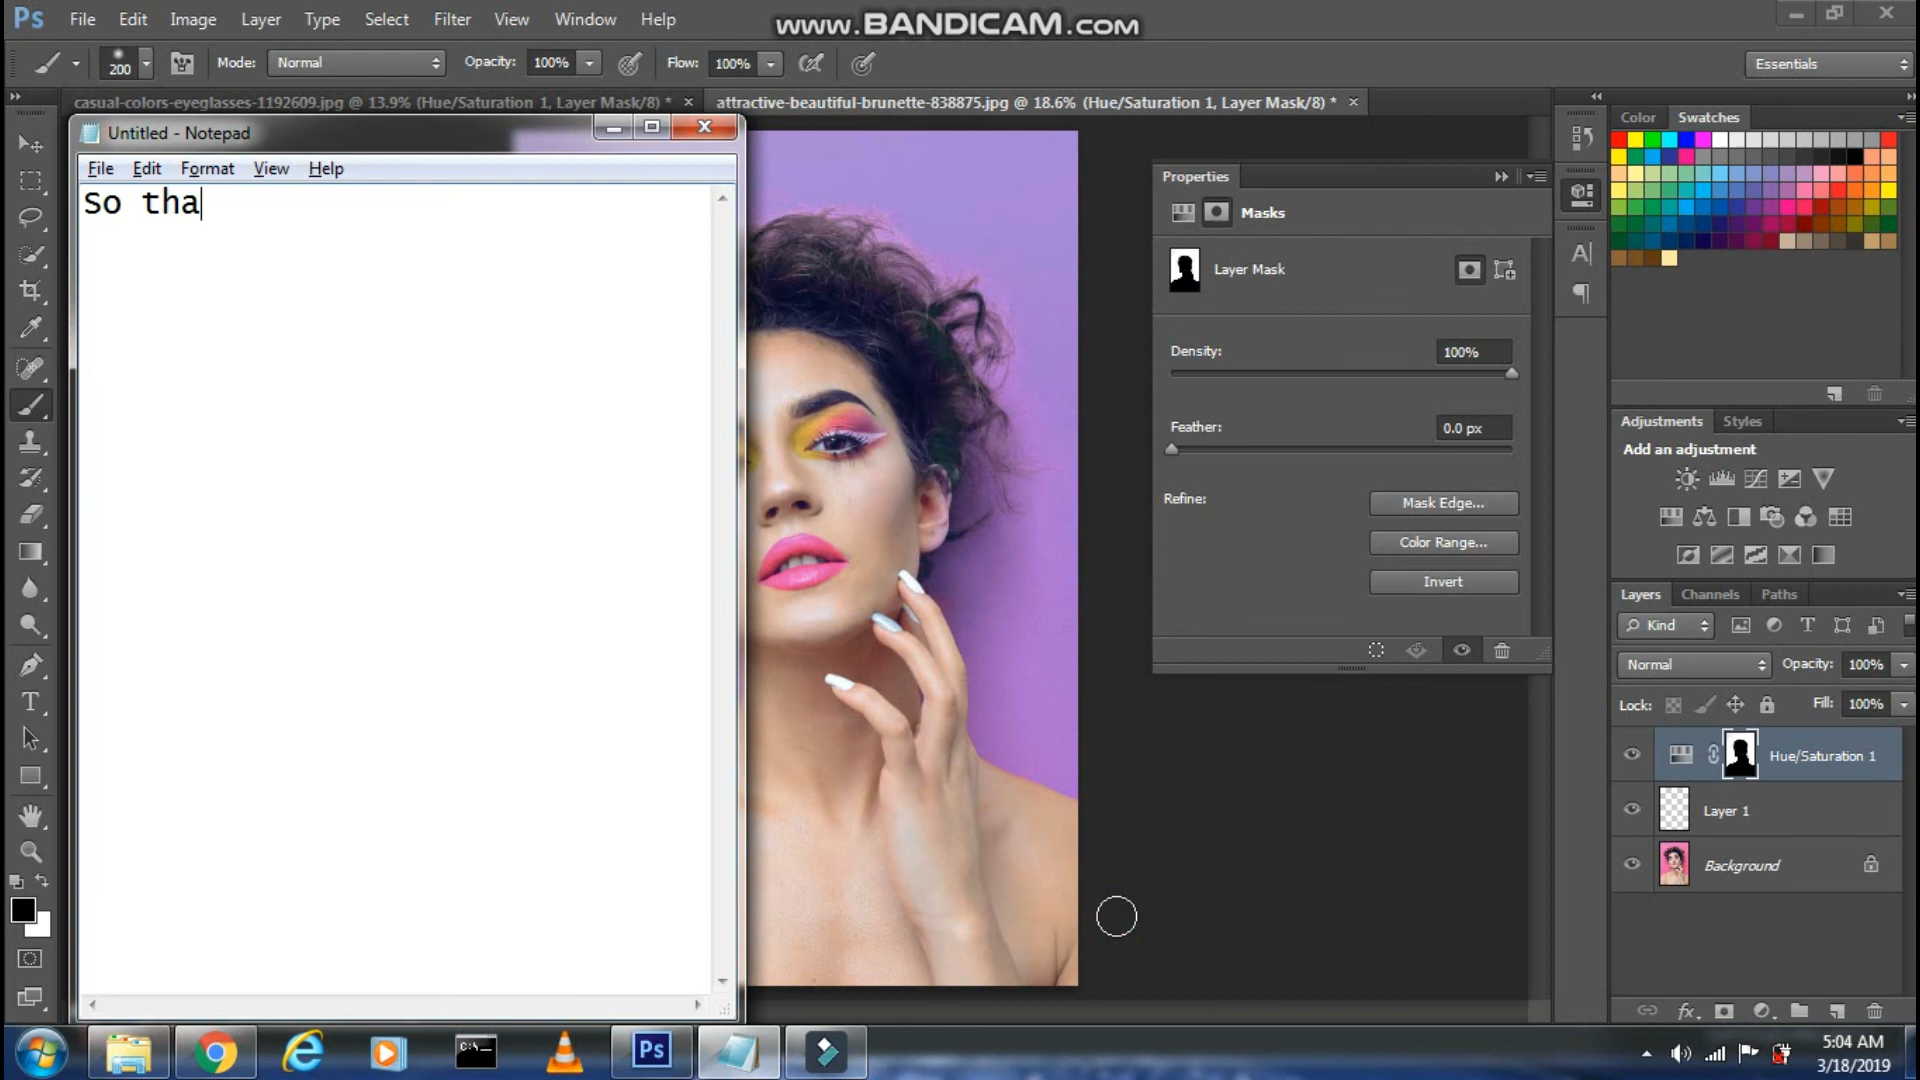 Ps File Edit Image Layer Type Select Filter View Window Help
www.BANDICAM.com
200 Mode: Normal Opacity: 100% Flow: 100% Essentials
casual-colors-eyeglasses-1192609.jpg @ 13.9% (Hue/Saturation 1, Layer Mask/8) * ×
attractive-beautiful-brunette-838875.jpg @ 18.6% (Hue/Saturation 1, Layer Mask/8) * ×
Untitled - Notepad
File Edit Format View Help
So tha
Properties
Masks
Layer Mask
Density: 100%
Feather: 0.0 px
Refine: Mask Edge...
Color Range...
Invert
Color Swatches
Adjustments Styles
Add an adjustment
Layers Channels Paths
Kind
Normal Opacity: 100%
Lock: Fill: 100%
Hue/Saturation 1
Layer 1
Background
C:\.
Ps
5:04 AM
3/18/2019